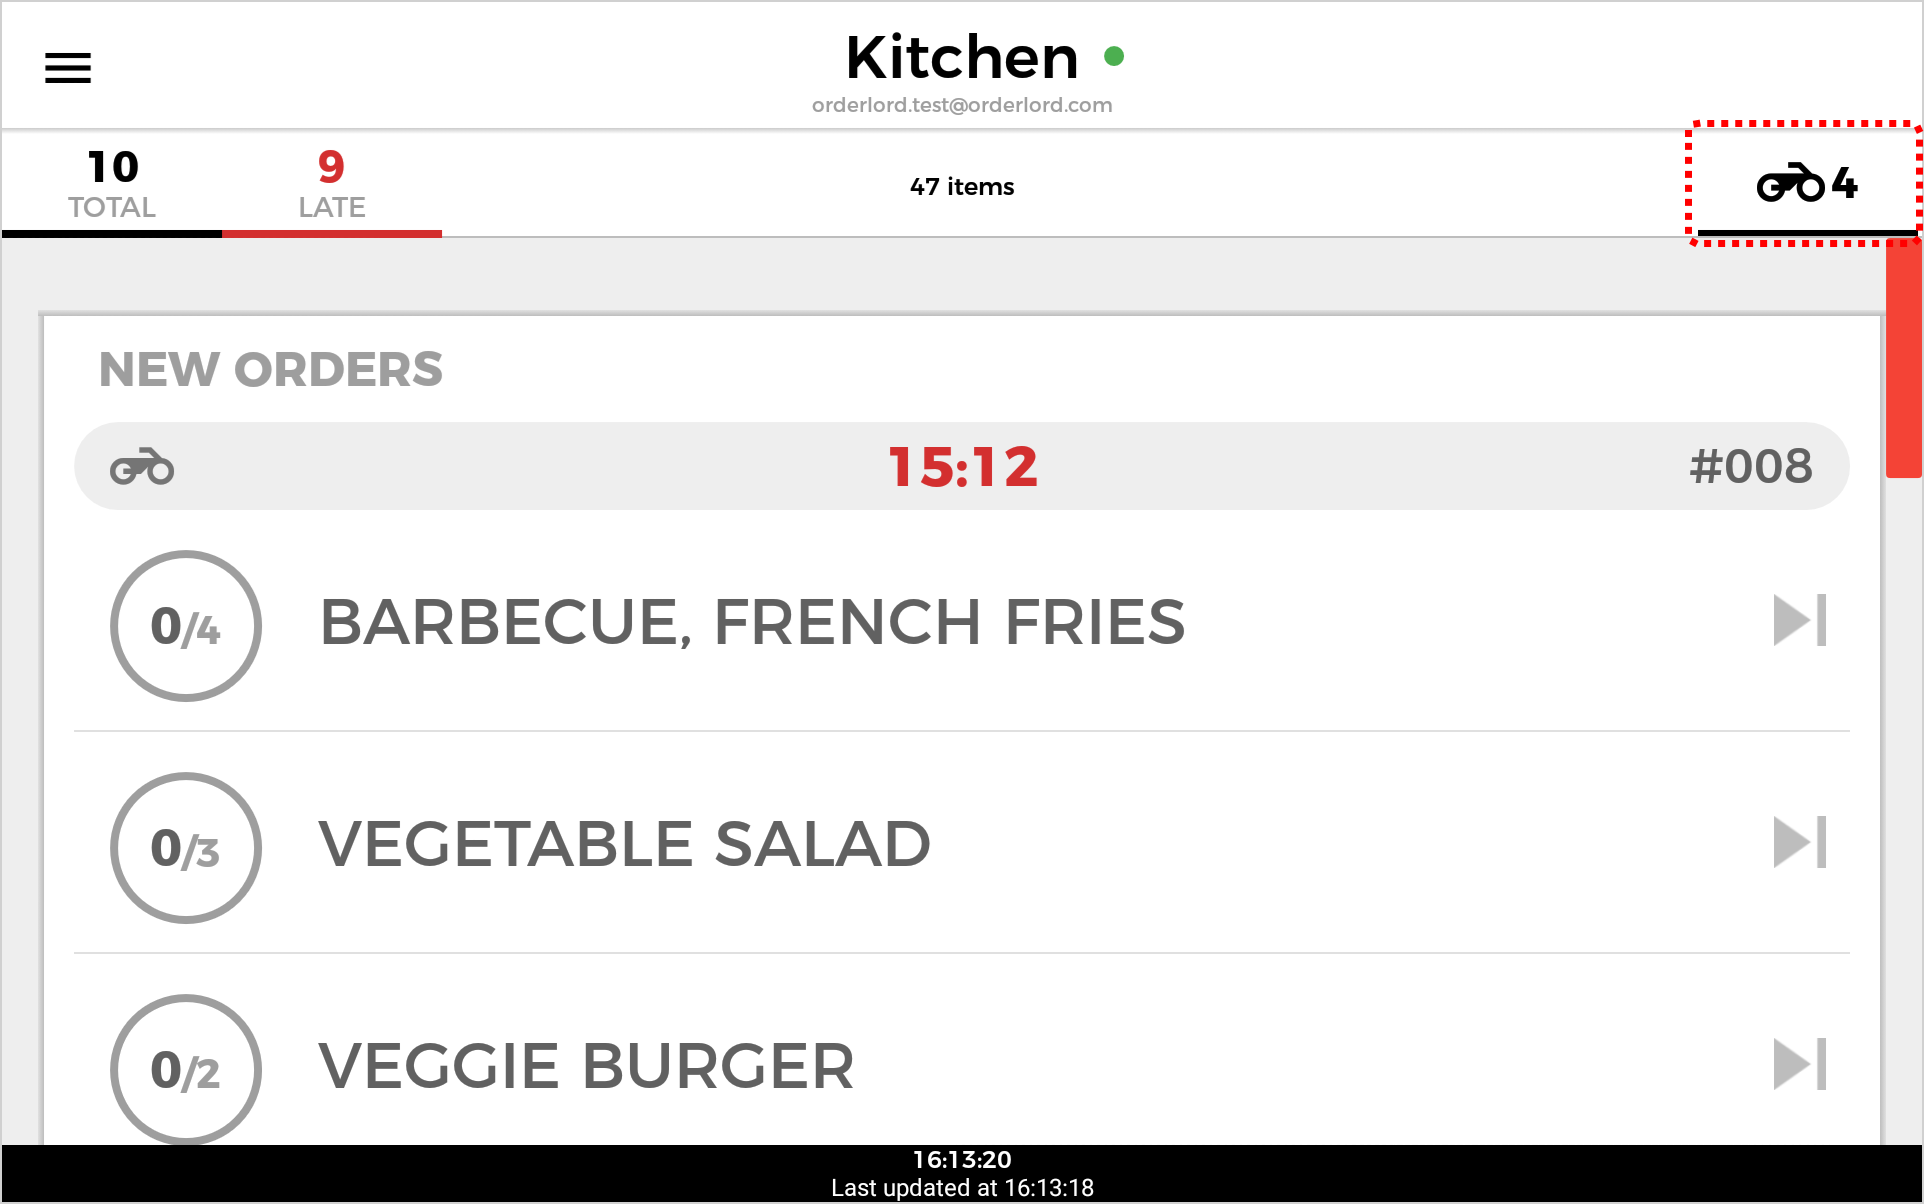 Kitchen
orderlord.test@orderlord.com
10
TOTAL
9
LATE
47 items
4
NEW ORDERS
15:12
#008
0/4
BARBECUE, FRENCH FRIES
0/3
VEGETABLE SALAD
0/2
VEGGIE BURGER
16:13:20
Last updated at 16:13:18